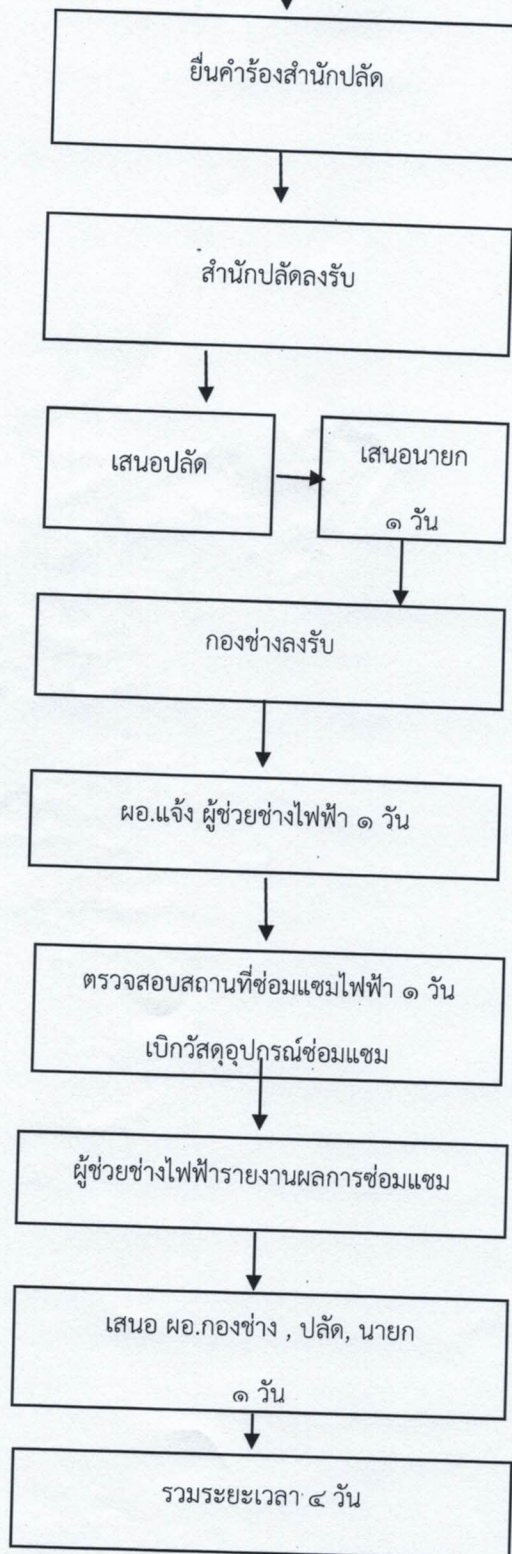 ยื่นคำร้องสำนักปลัด
สำนักปลัดลงรับ
เสนอปลัด
เสนอนายก
๑ วัน
กองช่างลงรับ
ผอ.แจ้ง ผู้ช่วยช่างไฟฟ้า ๑ วัน
ตรวจสอบสถานที่ซ่อมแซมไฟฟ้า ๑ วัน
เบิกวัสดุอุปกรณ์ซ่อมแซม
ผู้ช่วยช่างไฟฟ้ารายงานผลการซ่อมแซม
เสนอ ผอ.กองช่าง , ปลัด, นายก
๑ วัน
รวมระยะเวลา ๔ วัน